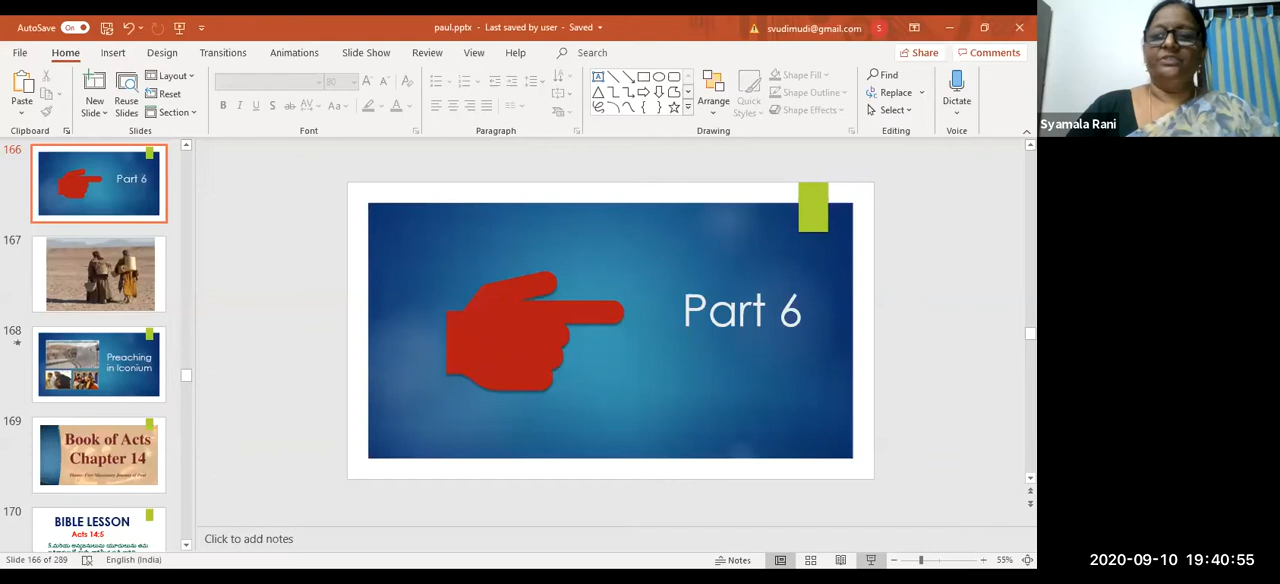 AutoSave On paul.pptx - Last saved by user - Saved svudimudi@gmail.com S
File Home Insert Design Transitions Animations Slide Show Review View Help Search Share Comments
Paste New Slide Reuse Slides Layout Reset Section 80 B I U S ab AV Aa A Arrange Quick Styles Shape Fill Shape Outline Shape Effects Find Replace Select Dictate
Clipboard Slides Font Paragraph Drawing Editing Voice
Syamala Rani
166
Part 6
167
168
Preaching
in Iconium
169
Book of Acts
Chapter 14
170
BIBLE LESSON
Acts 14:5
Part 6
Click to add notes
Slide 166 of 289 English (India) Notes 55%
2020-09-10 19:40:55